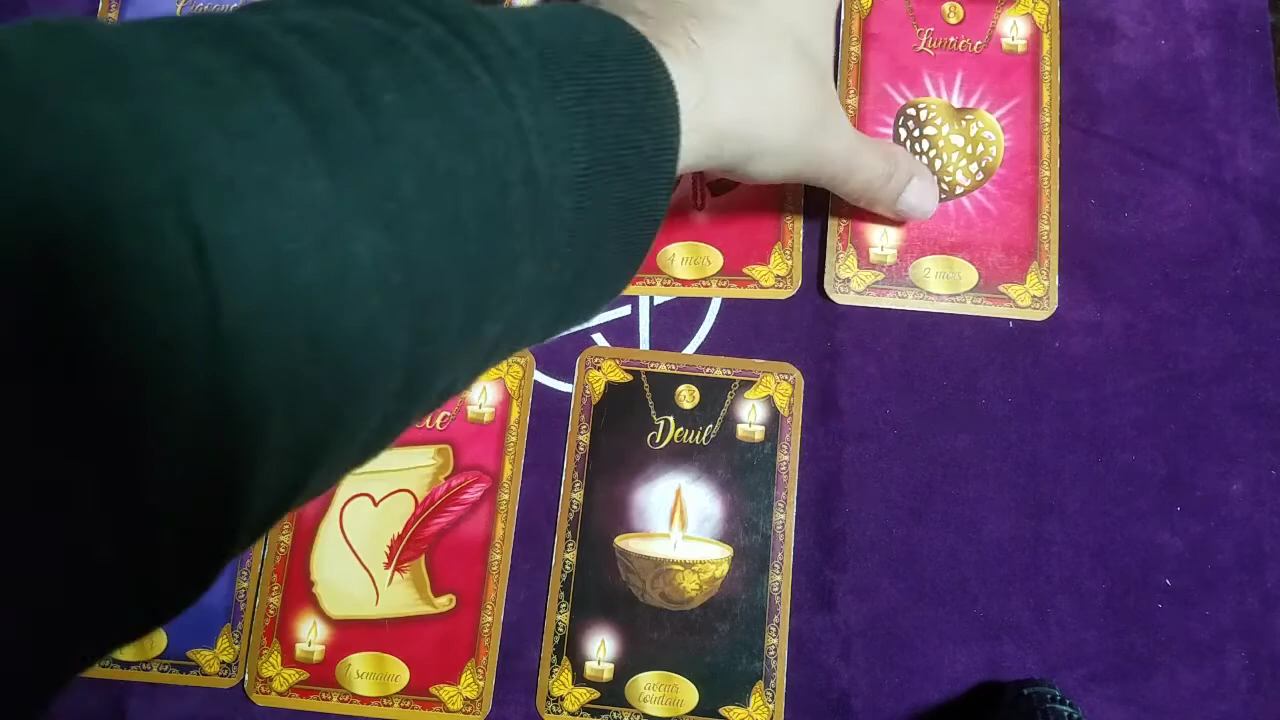 8
Lumière
4 mois
2 mois
1 semaine
63
Deuil
avenir
lointain